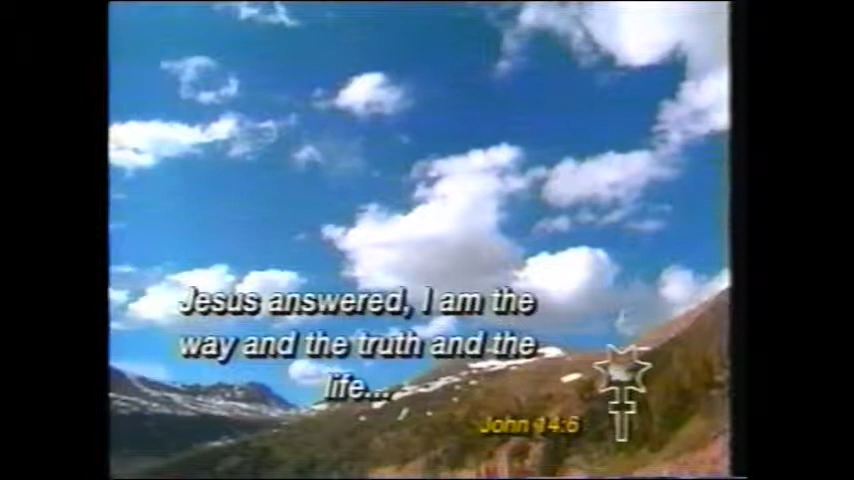 Jesus answered, I am the
way and the truth and the
life...
John 14:6